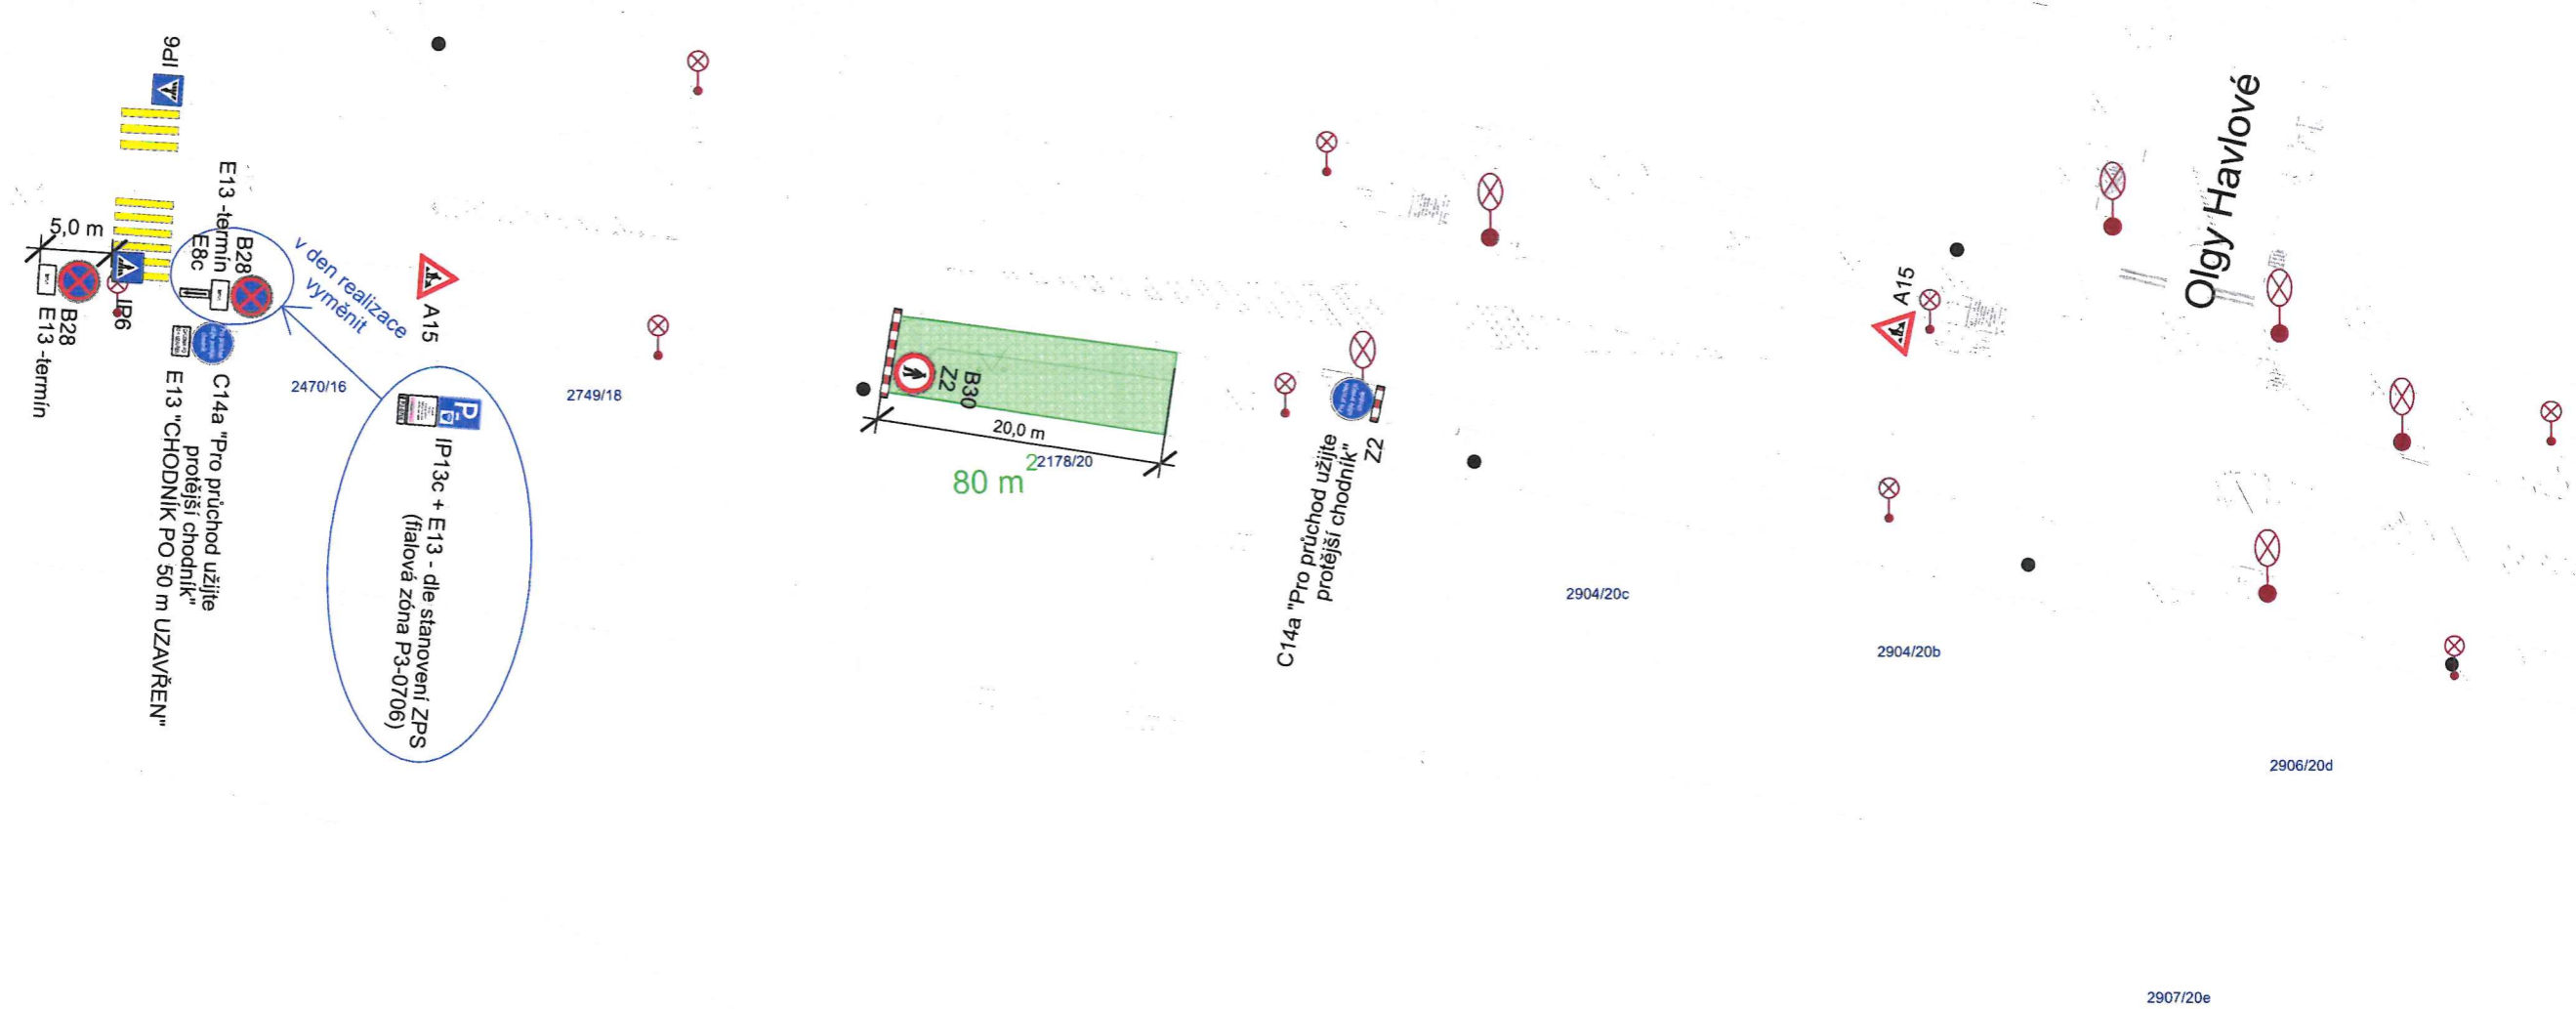 IP6
E13 -termín
E8c
B28
5,0 m
IP6
B28
E13 -termín
v den realizace
vyměnit
A15
C14a "Pro průchod užijte
protější chodník"
E13 "CHODNÍK PO 50 m UZAVŘEN"
2470/16
2749/18
P
IP13c + E13 - dle stanovení ZPS
(fialová zóna P3-0706)
B30
Z2
20,0 m
80 m2
2178/20
Z2
C14a "Pro průchod užijte
protější chodník"
A15
Olgy Havlové
2904/20c
2904/20b
2906/20d
2907/20e